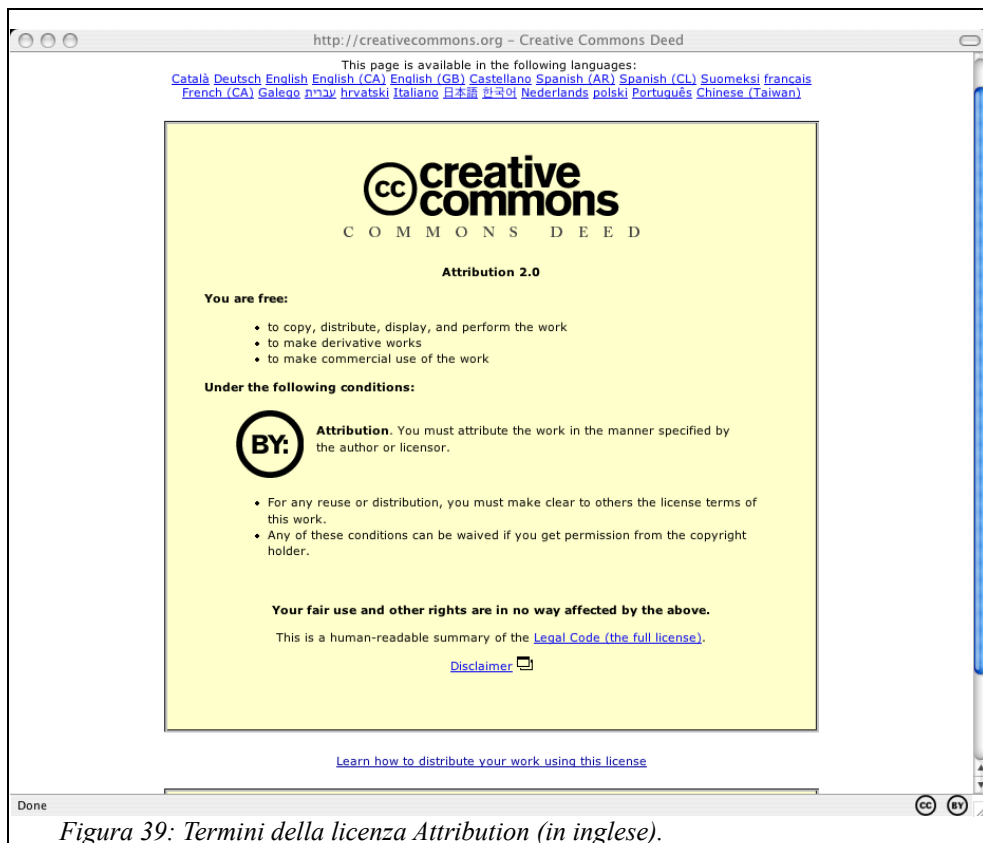 http://creativecommons.org – Creative Commons Deed
This page is available in the following languages:
Català Deutsch English English (CA) English (GB) Castellano Spanish (AR) Spanish (CL) Suomeksi français
French (CA) Galego עברית hrvatski Italiano 日本語 한국어 Nederlands polski Português Chinese (Taiwan)
cc creative
commons
COMMONS DEED
Attribution 2.0
You are free:
• to copy, distribute, display, and perform the work
• to make derivative works
• to make commercial use of the work
Under the following conditions:
BY:
Attribution. You must attribute the work in the manner specified by
the author or licensor.
• For any reuse or distribution, you must make clear to others the license terms of
this work.
• Any of these conditions can be waived if you get permission from the copyright
holder.
Your fair use and other rights are in no way affected by the above.
This is a human-readable summary of the Legal Code (the full license).
Disclaimer
Learn how to distribute your work using this license
Done
cc BY
Figura 39: Termini della licenza Attribution (in inglese).